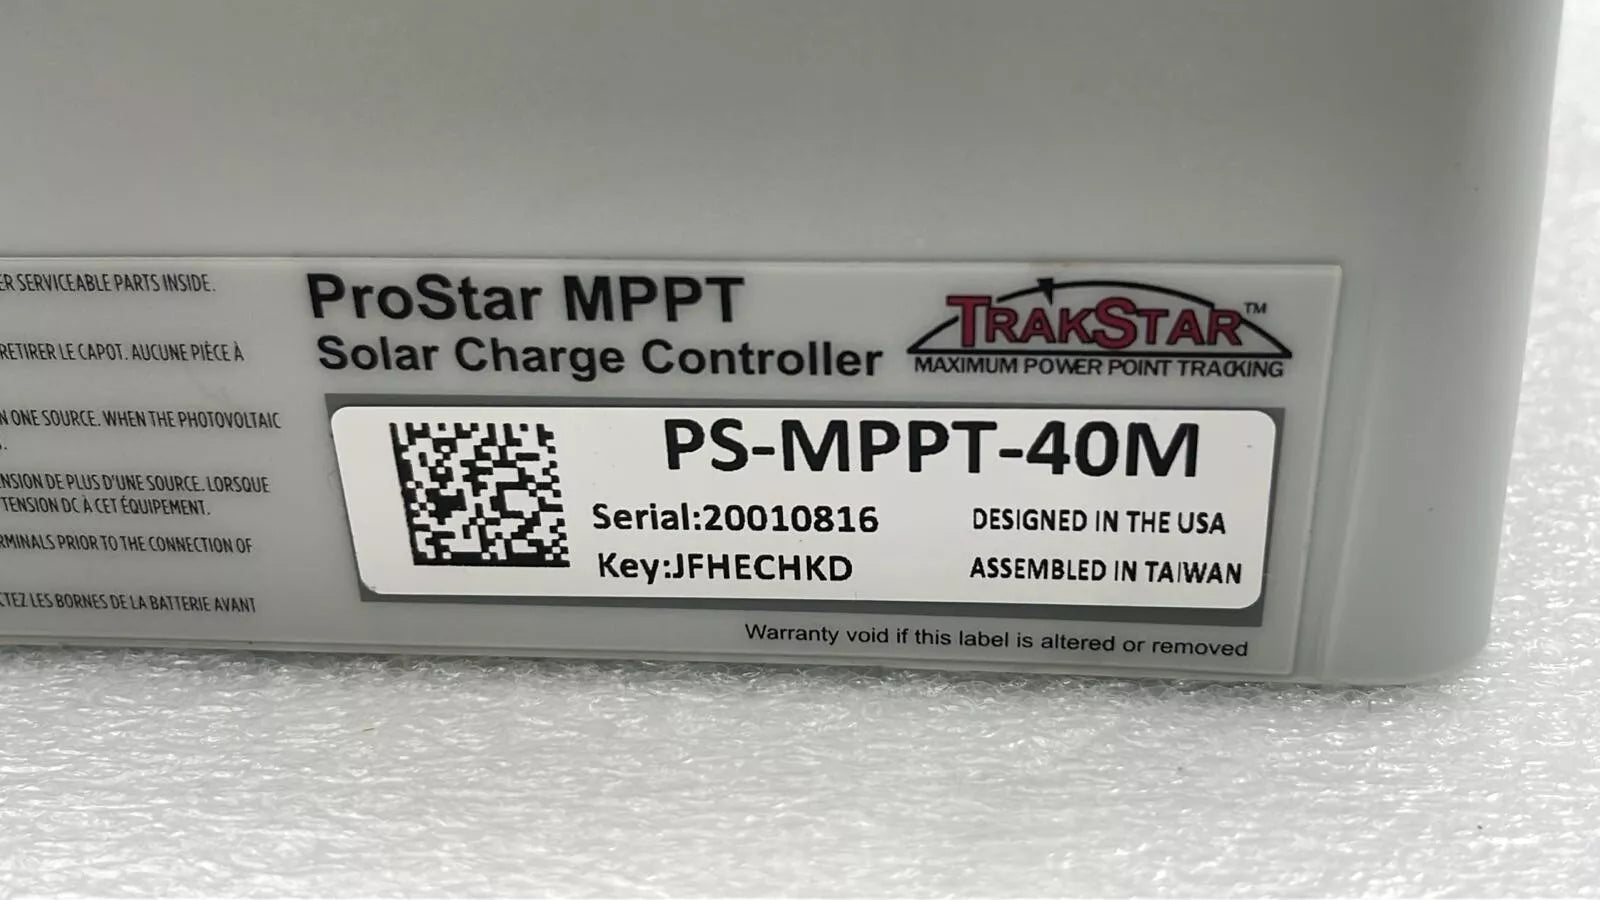 ER SERVICEABLE PARTS INSIDE.
RETIRER LE CAPOT. AUCUNE PIÈCE À
N ONE SOURCE. WHEN THE PHOTOVOLTAIC
S.
NSION DE PLUS D'UNE SOURCE. LORSQUE
TENSION DC À CET ÉQUIPEMENT.
RMINALS PRIOR TO THE CONNECTION OF
CTEZ LES BORNES DE LA BATTERIE AVANT
ProStar MPPT
Solar Charge Controller
TRAKSTAR™
MAXIMUM POWER POINT TRACKING
PS-MPPT-40M
Serial:20010816
Key:JFHECHKD
DESIGNED IN THE USA
ASSEMBLED IN TAIWAN
Warranty void if this label is altered or removed